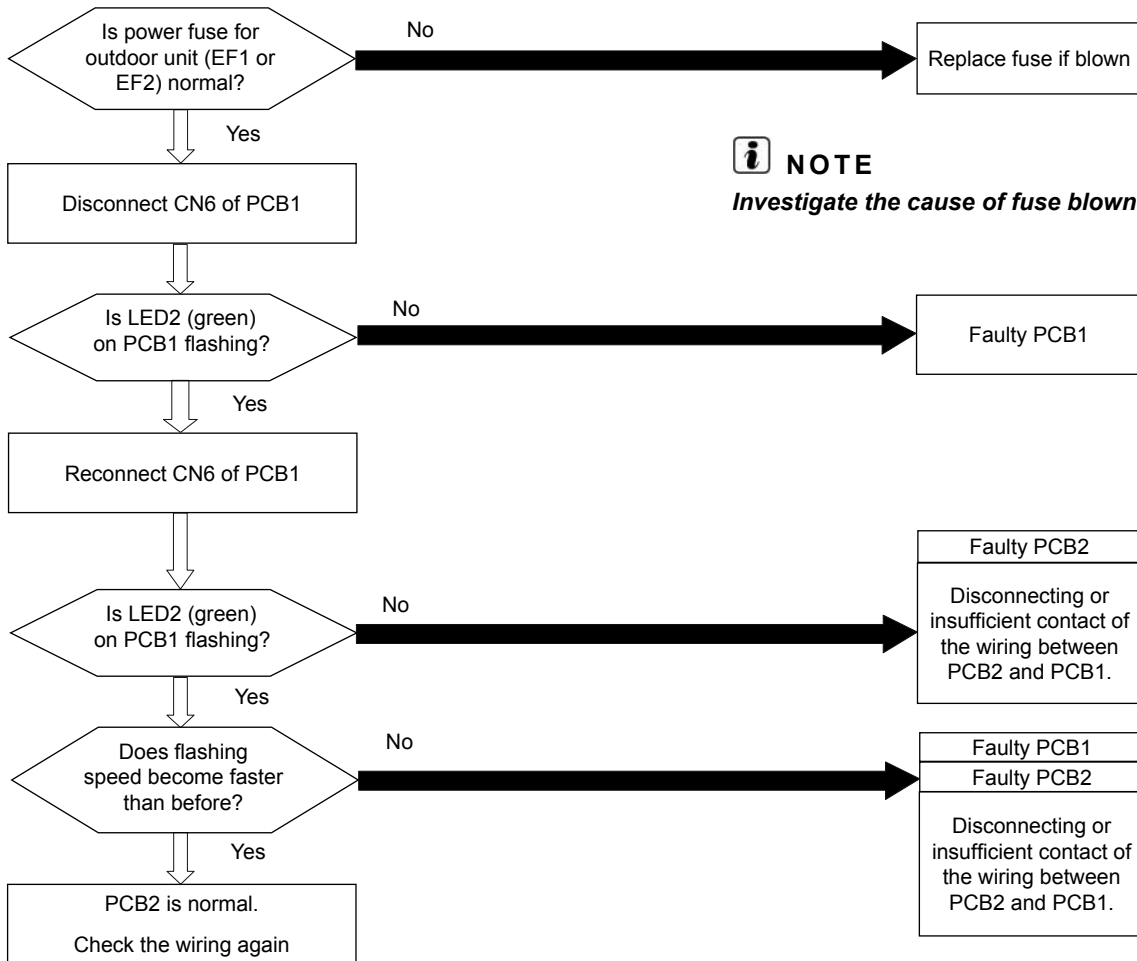 Is power fuse for
outdoor unit (EF1 or
EF2) normal?
No
Replace fuse if blown
Yes
NOTE
Investigate the cause of fuse blown
Disconnect CN6 of PCB1
Is LED2 (green)
on PCB1 flashing?
No
Faulty PCB1
Yes
Reconnect CN6 of PCB1
Is LED2 (green)
on PCB1 flashing?
No
Faulty PCB2
Disconnecting or
insufficient contact of
the wiring between
PCB2 and PCB1.
Yes
Does flashing
speed become faster
than before?
No
Faulty PCB1
Faulty PCB2
Disconnecting or
insufficient contact of
the wiring between
PCB2 and PCB1.
Yes
PCB2 is normal.
Check the wiring again